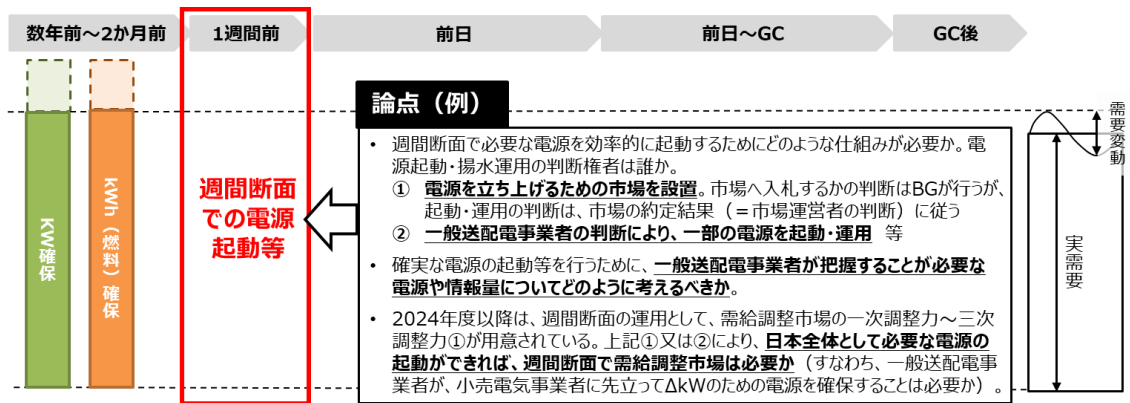 数年前～2か月前
1週間前
前日
前日～GC
GC後
KW確保
kWh（燃料）確保
週間断面
での電源
起動等
論点（例）
• 週間断面で必要な電源を効率的に起動するためにどのような仕組みが必要か。電
源起動・揚水運用の判断権者は誰か。
① 電源を立ち上げるための市場を設置。市場へ入札するかの判断はBGが行うが、
起動・運用の判断は、市場の約定結果（＝市場運営者の判断）に従う
② 一般送配電事業者の判断により、一部の電源を起動・運用 等
• 確実な電源の起動等を行うために、一般送配電事業者が把握することが必要な
電源や情報量についてどのように考えるべきか。
• 2024年度以降は、週間断面の運用として、需給調整市場の一次調整力～三次
調整力①が用意されている。上記①又は②により、日本全体として必要な電源の
起動ができれば、週間断面で需給調整市場は必要か（すなわち、一般送配電事
業者が、小売電気事業者に先立ってΔkWのための電源を確保することは必要か）。
需要変動
実需要